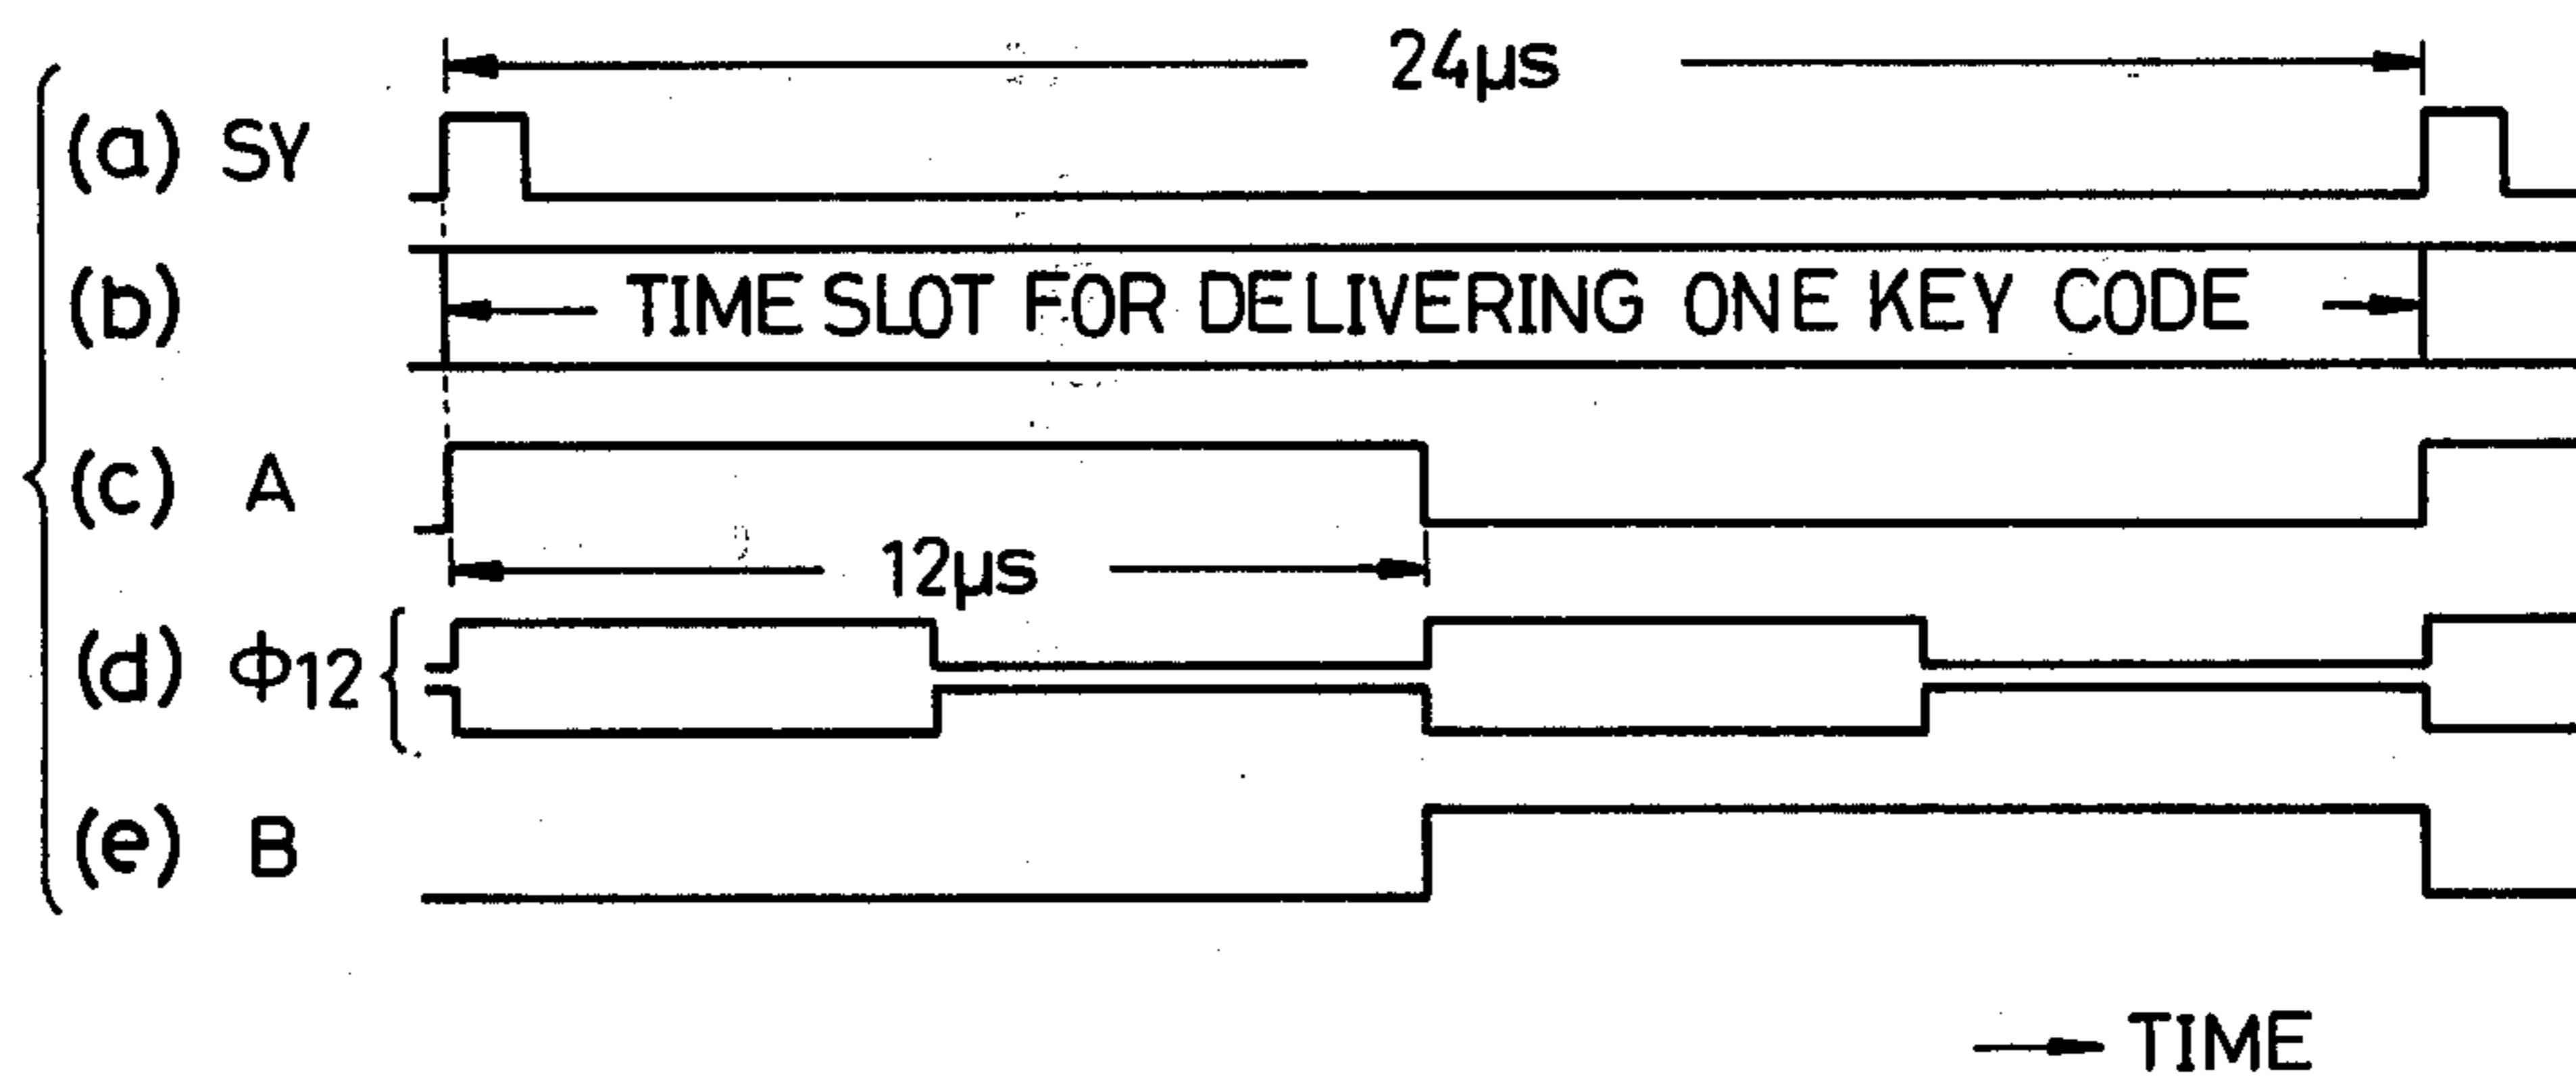 24μs
(a) SY
(b) TIME SLOT FOR DELIVERING ONE KEY CODE
(c) A
12μs
(d) Φ12
(e) B
TIME